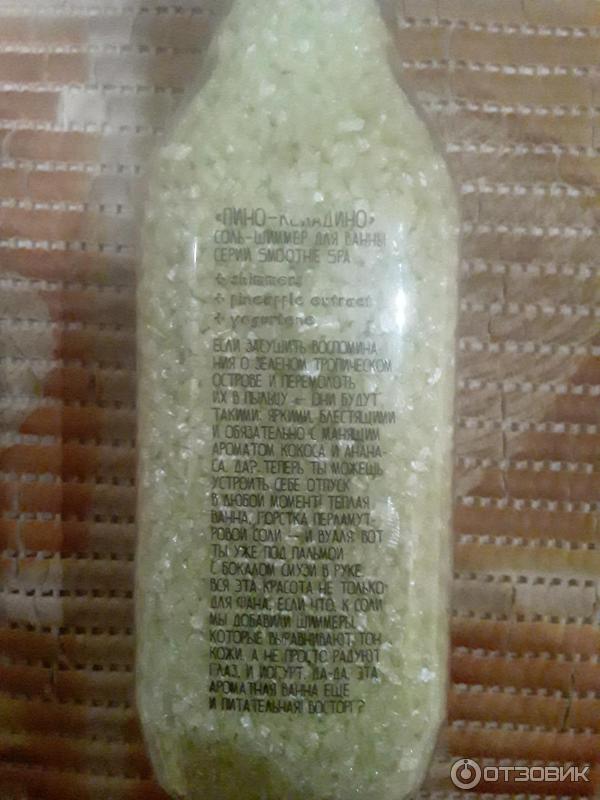 «ПИНО-КОЛАДИНО»
СОЛЬ-ШИММЕР ДЛЯ ВАННЫ
СЕРИИ SMOOTHIE SPA
+ shimmers
+ pineapple extract
+ yogurtene
ЕСЛИ ЗАСУШИТЬ ВОСПОМИНА-
НИЯ О ЗЕЛЕНОМ ТРОПИЧЕСКОМ
ОСТРОВЕ И ПЕРЕМОЛОТЬ
ИХ В ПЫЛЬЦУ — ОНИ БУДУТ
ТАКИМИ: ЯРКИМИ, БЛЕСТЯЩИМИ
И ОБЯЗАТЕЛЬНО С МАНЯЩИМ
АРОМАТОМ КОКОСА И АНАНА-
СА. ДА?. ТЕПЕРЬ ТЫ МОЖЕШЬ
УСТРОИТЬ СЕБЕ ОТПУСК
В ЛЮБОЙ МОМЕНТ! ТЕПЛАЯ
ВАННА, ГОРСТКА ПЕРЛАМУТ-
РОВОЙ СОЛИ — И ВУАЛЯ: ВОТ
ТЫ УЖЕ ПОД ПАЛЬМОЙ
С БОКАЛОМ СМУЗИ В РУКЕ.
ВСЯ ЭТА КРАСОТА НЕ ТОЛЬКО
ДЛЯ ФАНА, ЕСЛИ ЧТО. К СОЛИ
МЫ ДОБАВИЛИ ШИММЕРЫ,
КОТОРЫЕ ВЫРАВНИВАЮТ ТОН
КОЖИ, А НЕ ПРОСТО РАДУЮТ
ГЛАЗ, И ЙОГУРТ. ДА-ДА, ЭТА
АРОМАТНАЯ ВАННА ЕЩЕ
И ПИТАТЕЛЬНАЯ! ВОСТОРГ?
ОТЗОВИК